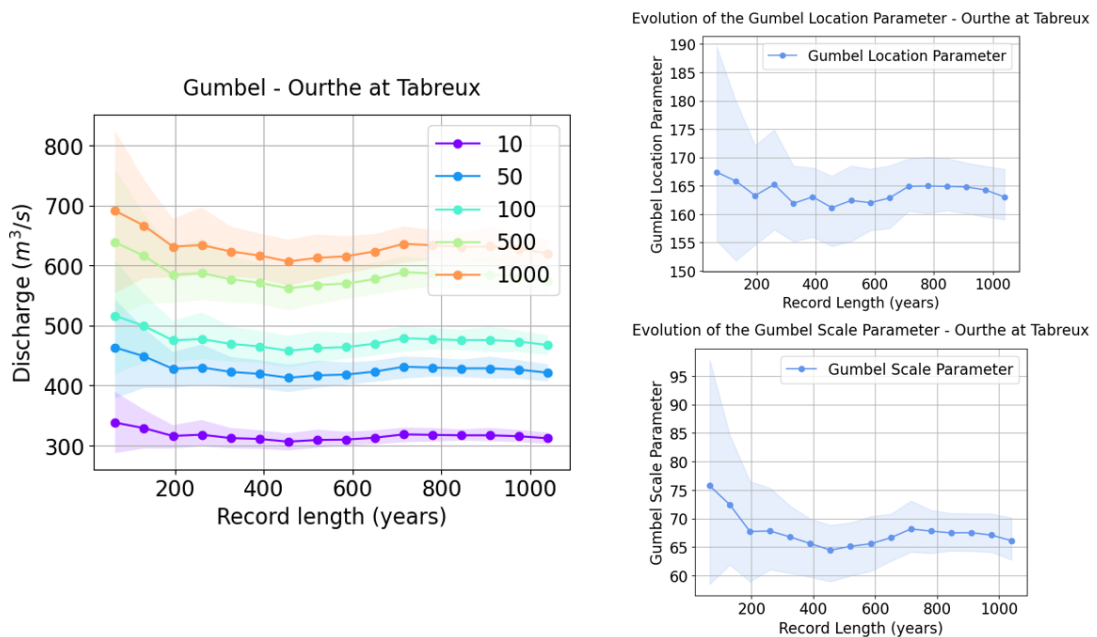 Gumbel - Ourthe at Tabreux
Discharge (m³/s)
800
700
600
500
400
300
10
50
100
500
1000
200 400 600 800 1000
Record length (years)
Evolution of the Gumbel Location Parameter - Ourthe at Tabreux
Gumbel Location Parameter
190
185
180
175
170
165
160
155
150
Gumbel Location Parameter
200 400 600 800 1000
Record Length (years)
Evolution of the Gumbel Scale Parameter - Ourthe at Tabreux
Gumbel Scale Parameter
95
90
85
80
75
70
65
60
Gumbel Scale Parameter
200 400 600 800 1000
Record Length (years)